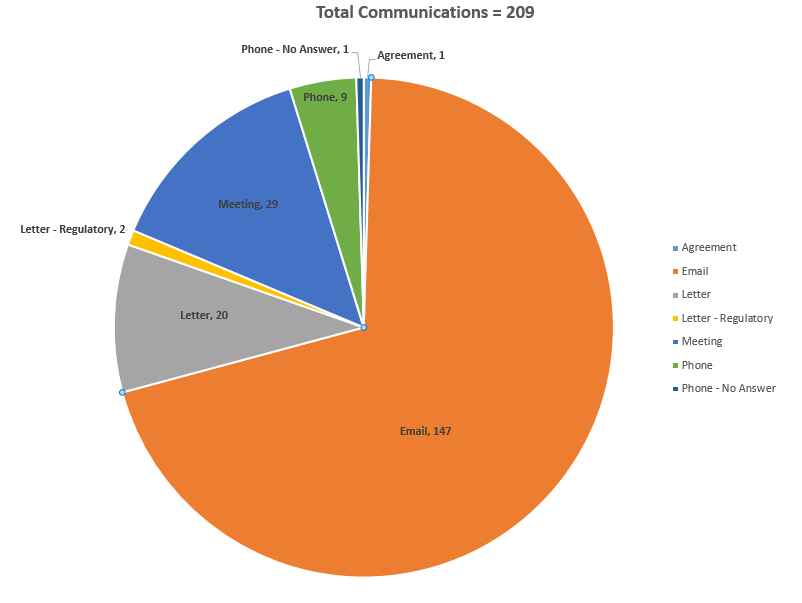 Total Communications = 209
Phone - No Answer, 1
Agreement, 1
Phone, 9
Meeting, 29
Letter - Regulatory, 2
Letter, 20
Email, 147
Agreement
Email
Letter
Letter - Regulatory
Meeting
Phone
Phone - No Answer